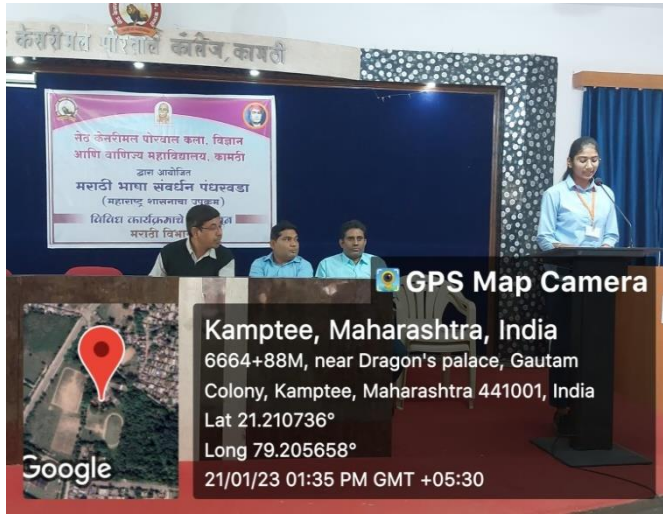 केसरीमल पोरवाल कॉलेज, कामठी
सेठ केसरीमल पोरवाल कला, विज्ञान
आणि वाणिज्य महाविद्यालय, कामठी
द्वारा आयोजित
मराठी भाषा संवर्धन पंधरवडा
(महाराष्ट्र शासनाचा उपक्रम)
विविध कार्यक्रमाचे
मराठी विभा
GPS Map Camera
Kamptee, Maharashtra, India
6664+88M, near Dragon's palace, Gautam
Colony, Kamptee, Maharashtra 441001, India
Lat 21.210736°
Long 79.205658°
21/01/23 01:35 PM GMT +05:30
Google